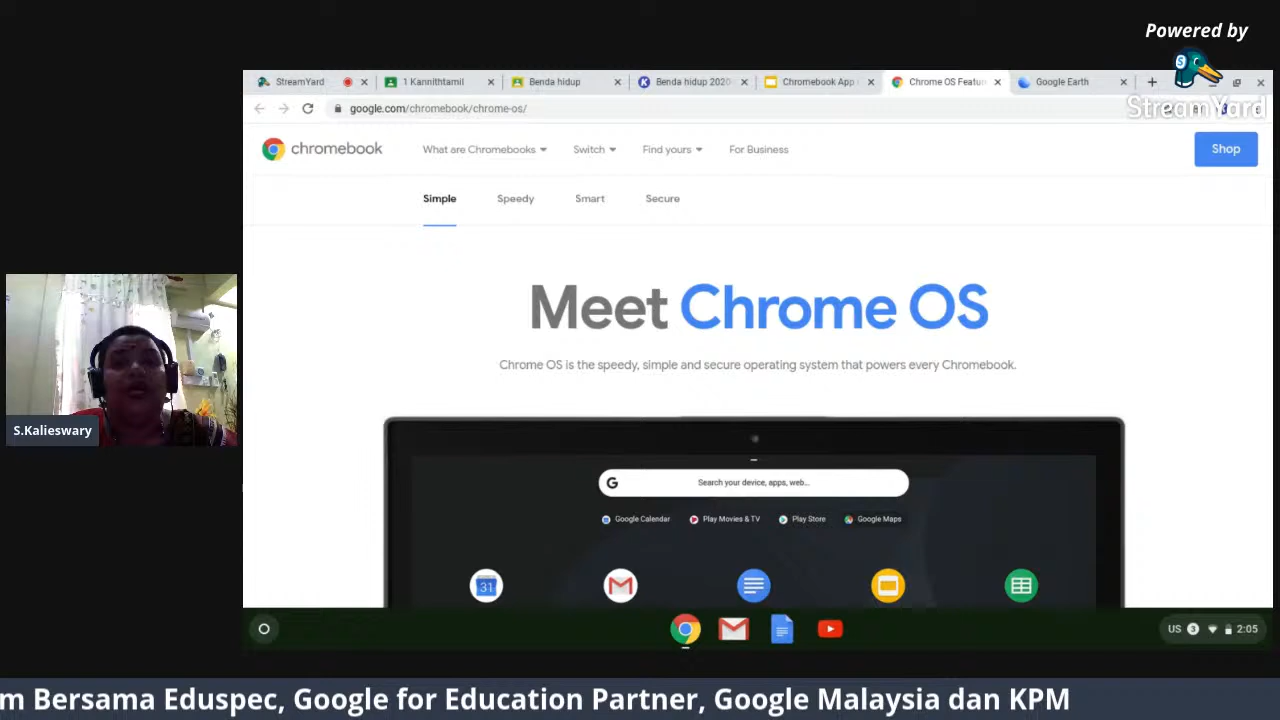 Powered by
StreamYard
StreamYard
1 Kannithtamil
Benda hidup
Benda hidup 2020
Chromebook App
Chrome OS Featu
Google Earth
google.com/chromebook/chrome-os/
chromebook
What are Chromebooks
Switch
Find yours
For Business
Shop
Simple
Speedy
Smart
Secure
Meet Chrome OS
Chrome OS is the speedy, simple and secure operating system that powers every Chromebook.
Search your device, apps, web...
Google Calendar
Play Movies & TV
Play Store
Google Maps
31
S.Kalieswary
US 3 2:05
m Bersama Eduspec, Google for Education Partner, Google Malaysia dan KPM